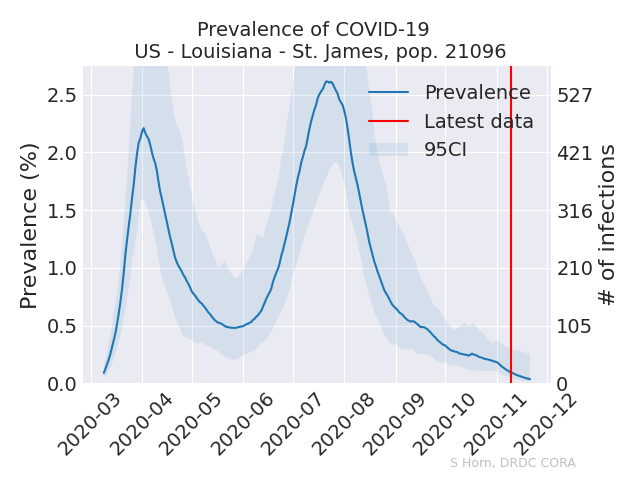 Prevalence of COVID-19
US - Louisiana - St. James, pop. 21096
Prevalence
Latest data
95CI
Prevalence (%)
2.5
2.0
1.5
1.0
0.5
0.0
527
421
316
210
105
0
# of infections
2020-03
2020-04
2020-05
2020-06
2020-07
2020-08
2020-09
2020-10
2020-11
2020-12
S Horn, DRDC CORA